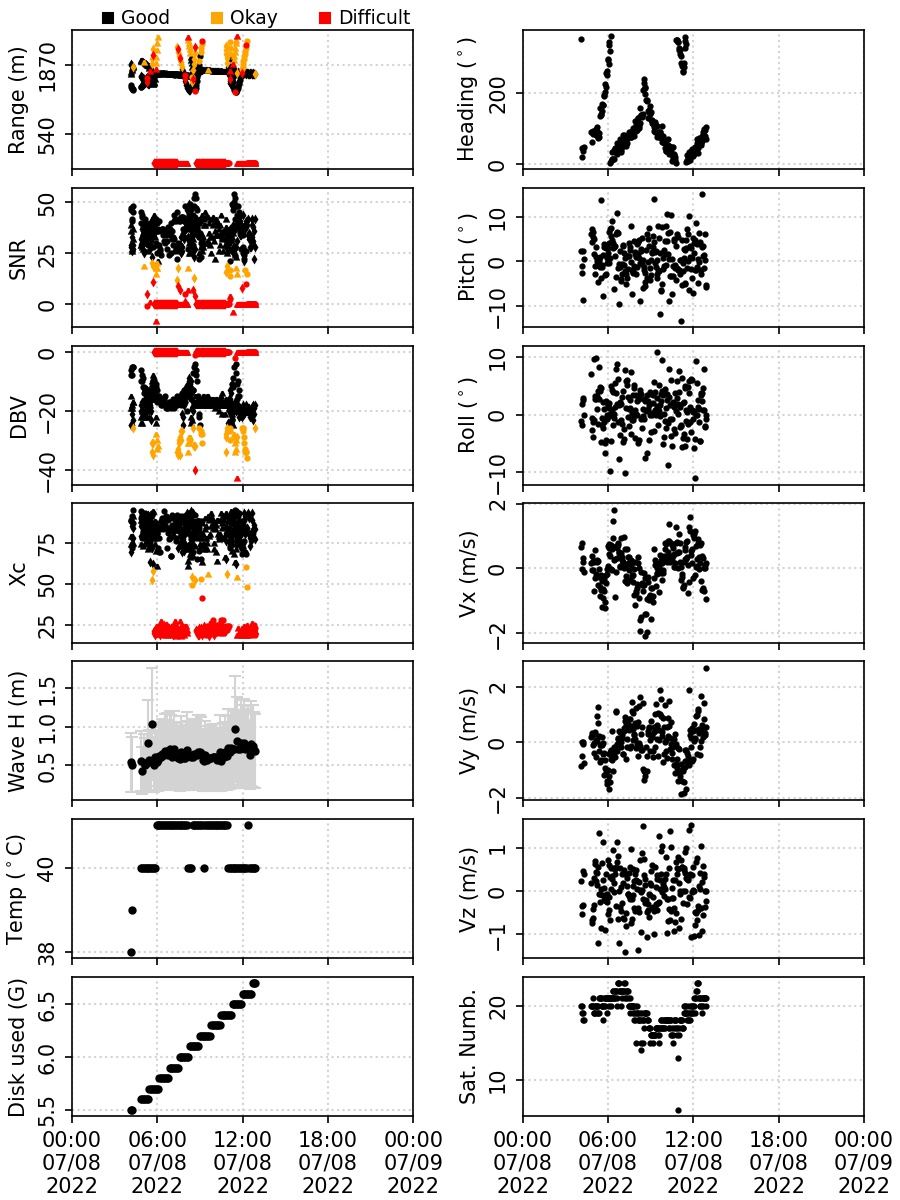 Good Okay Difficult
Range (m)
1870
540
Heading (°)
200
0
SNR
50
25
0
Pitch (°)
10
0
−10
DBV
0
−20
−40
Roll (°)
10
0
−10
Xc
75
50
25
Vx (m/s)
2
0
−2
Wave H (m)
1.5
1.0
0.5
Vy (m/s)
2
0
−2
Temp (°C)
40
38
Vz (m/s)
1
0
−1
Disk used (G)
6.5
6.0
5.5
Sat. Numb.
20
10
00:00 06:00 12:00 18:00 00:00 00:00 06:00 12:00 18:00 00:00
07/08 07/08 07/08 07/08 07/09 07/08 07/08 07/08 07/08 07/09
2022 2022 2022 2022 2022 2022 2022 2022 2022 2022